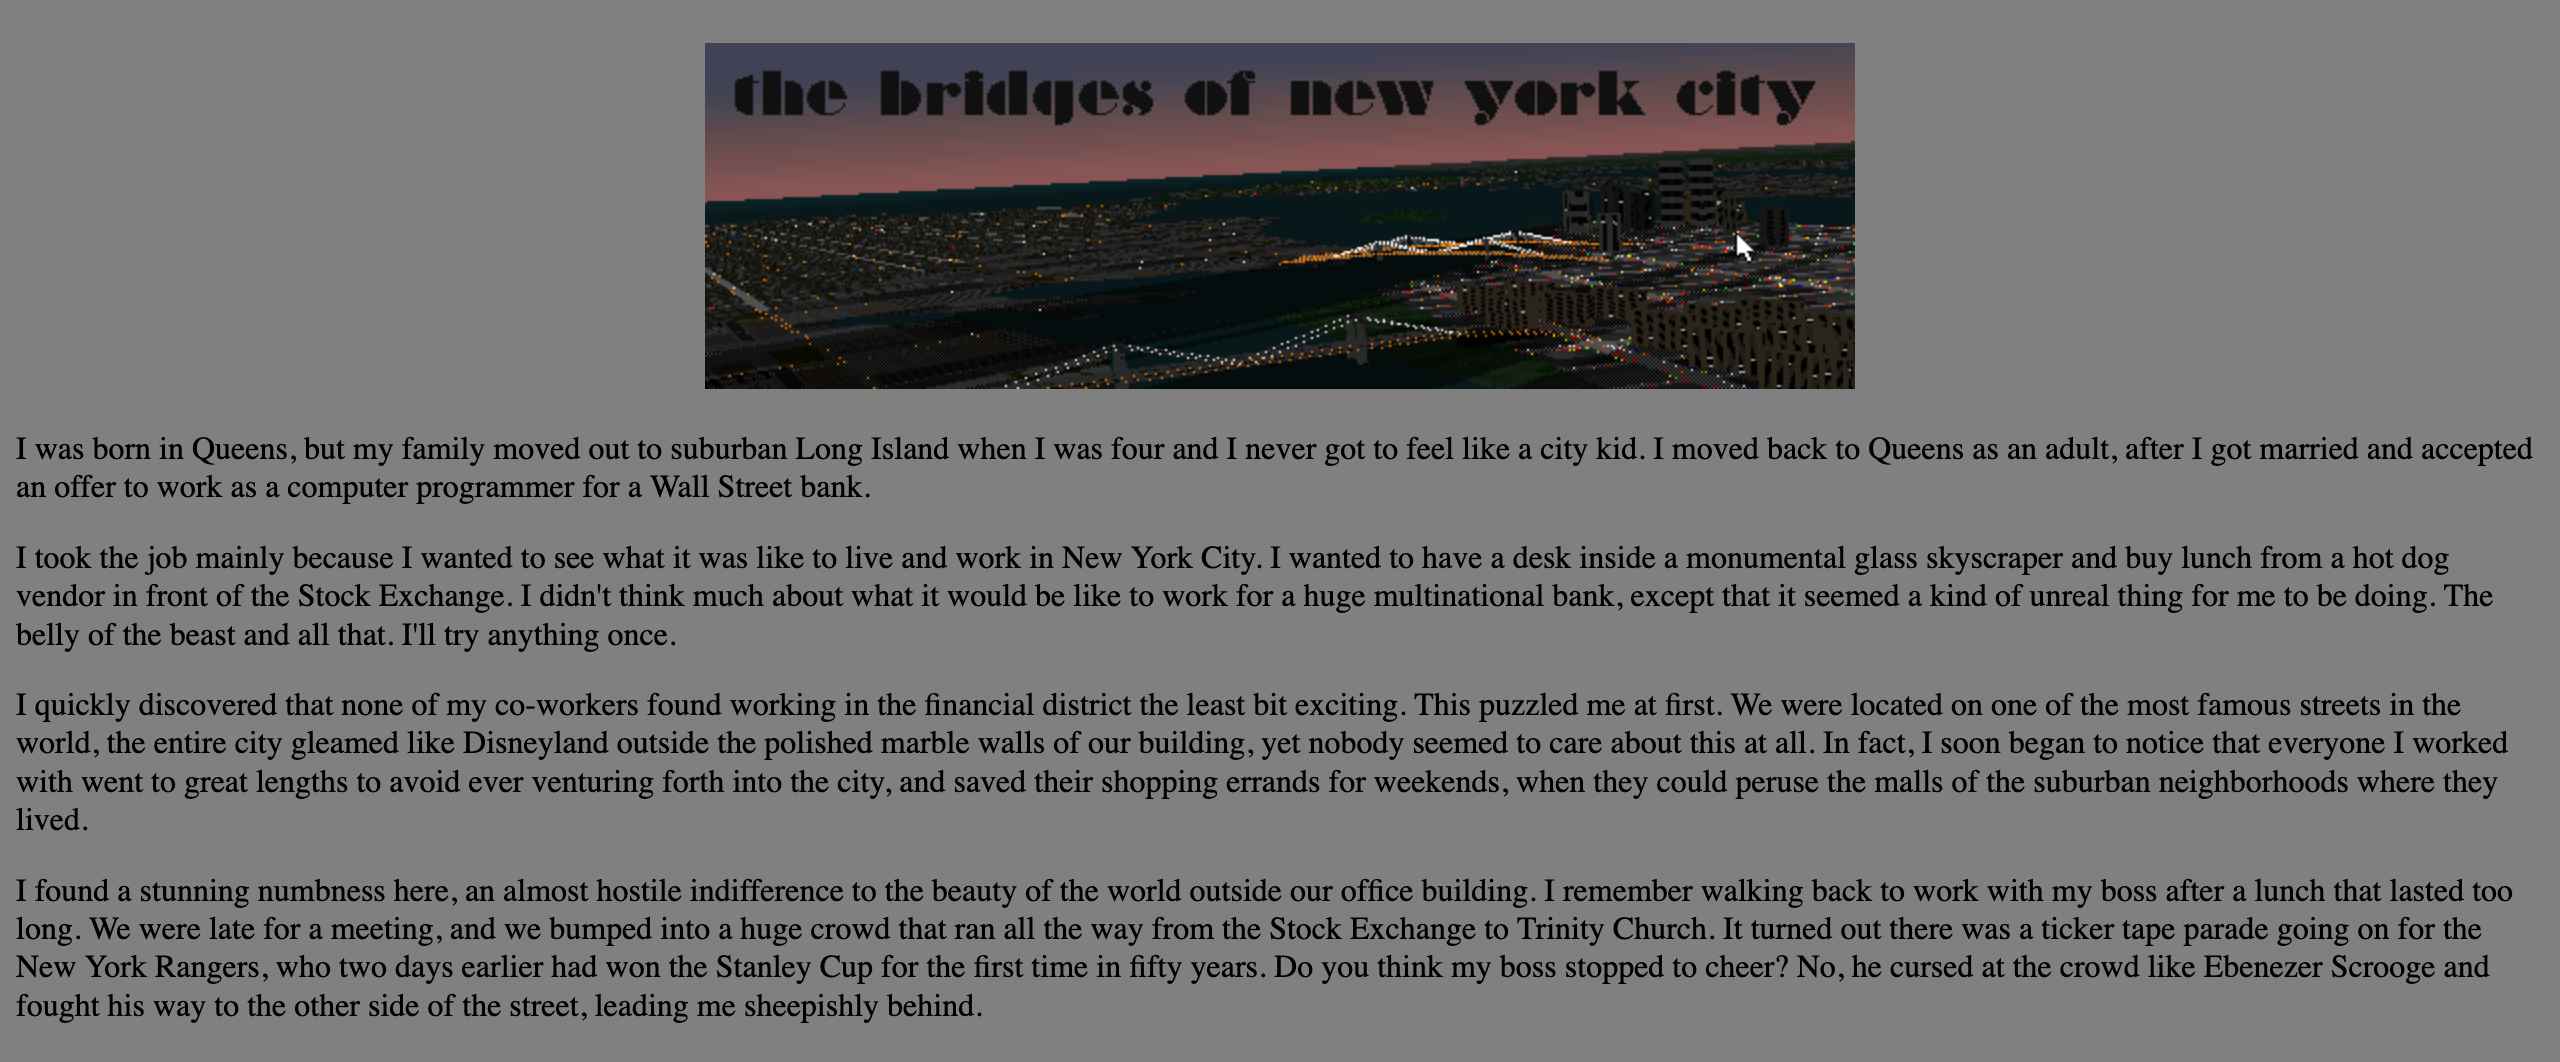 the bridges of new york city
I was born in Queens, but my family moved out to suburban Long Island when I was four and I never got to feel like a city kid. I moved back to Queens as an adult, after I got married and accepted
an offer to work as a computer programmer for a Wall Street bank.
I took the job mainly because I wanted to see what it was like to live and work in New York City. I wanted to have a desk inside a monumental glass skyscraper and buy lunch from a hot dog
vendor in front of the Stock Exchange. I didn't think much about what it would be like to work for a huge multinational bank, except that it seemed a kind of unreal thing for me to be doing. The
belly of the beast and all that. I'll try anything once.
I quickly discovered that none of my co-workers found working in the financial district the least bit exciting. This puzzled me at first. We were located on one of the most famous streets in the
world, the entire city gleamed like Disneyland outside the polished marble walls of our building, yet nobody seemed to care about this at all. In fact, I soon began to notice that everyone I worked
with went to great lengths to avoid ever venturing forth into the city, and saved their shopping errands for weekends, when they could peruse the malls of the suburban neighborhoods where they
lived.
I found a stunning numbness here, an almost hostile indifference to the beauty of the world outside our office building. I remember walking back to work with my boss after a lunch that lasted too
long. We were late for a meeting, and we bumped into a huge crowd that ran all the way from the Stock Exchange to Trinity Church. It turned out there was a ticker tape parade going on for the
New York Rangers, who two days earlier had won the Stanley Cup for the first time in fifty years. Do you think my boss stopped to cheer? No, he cursed at the crowd like Ebenezer Scrooge and
fought his way to the other side of the street, leading me sheepishly behind.